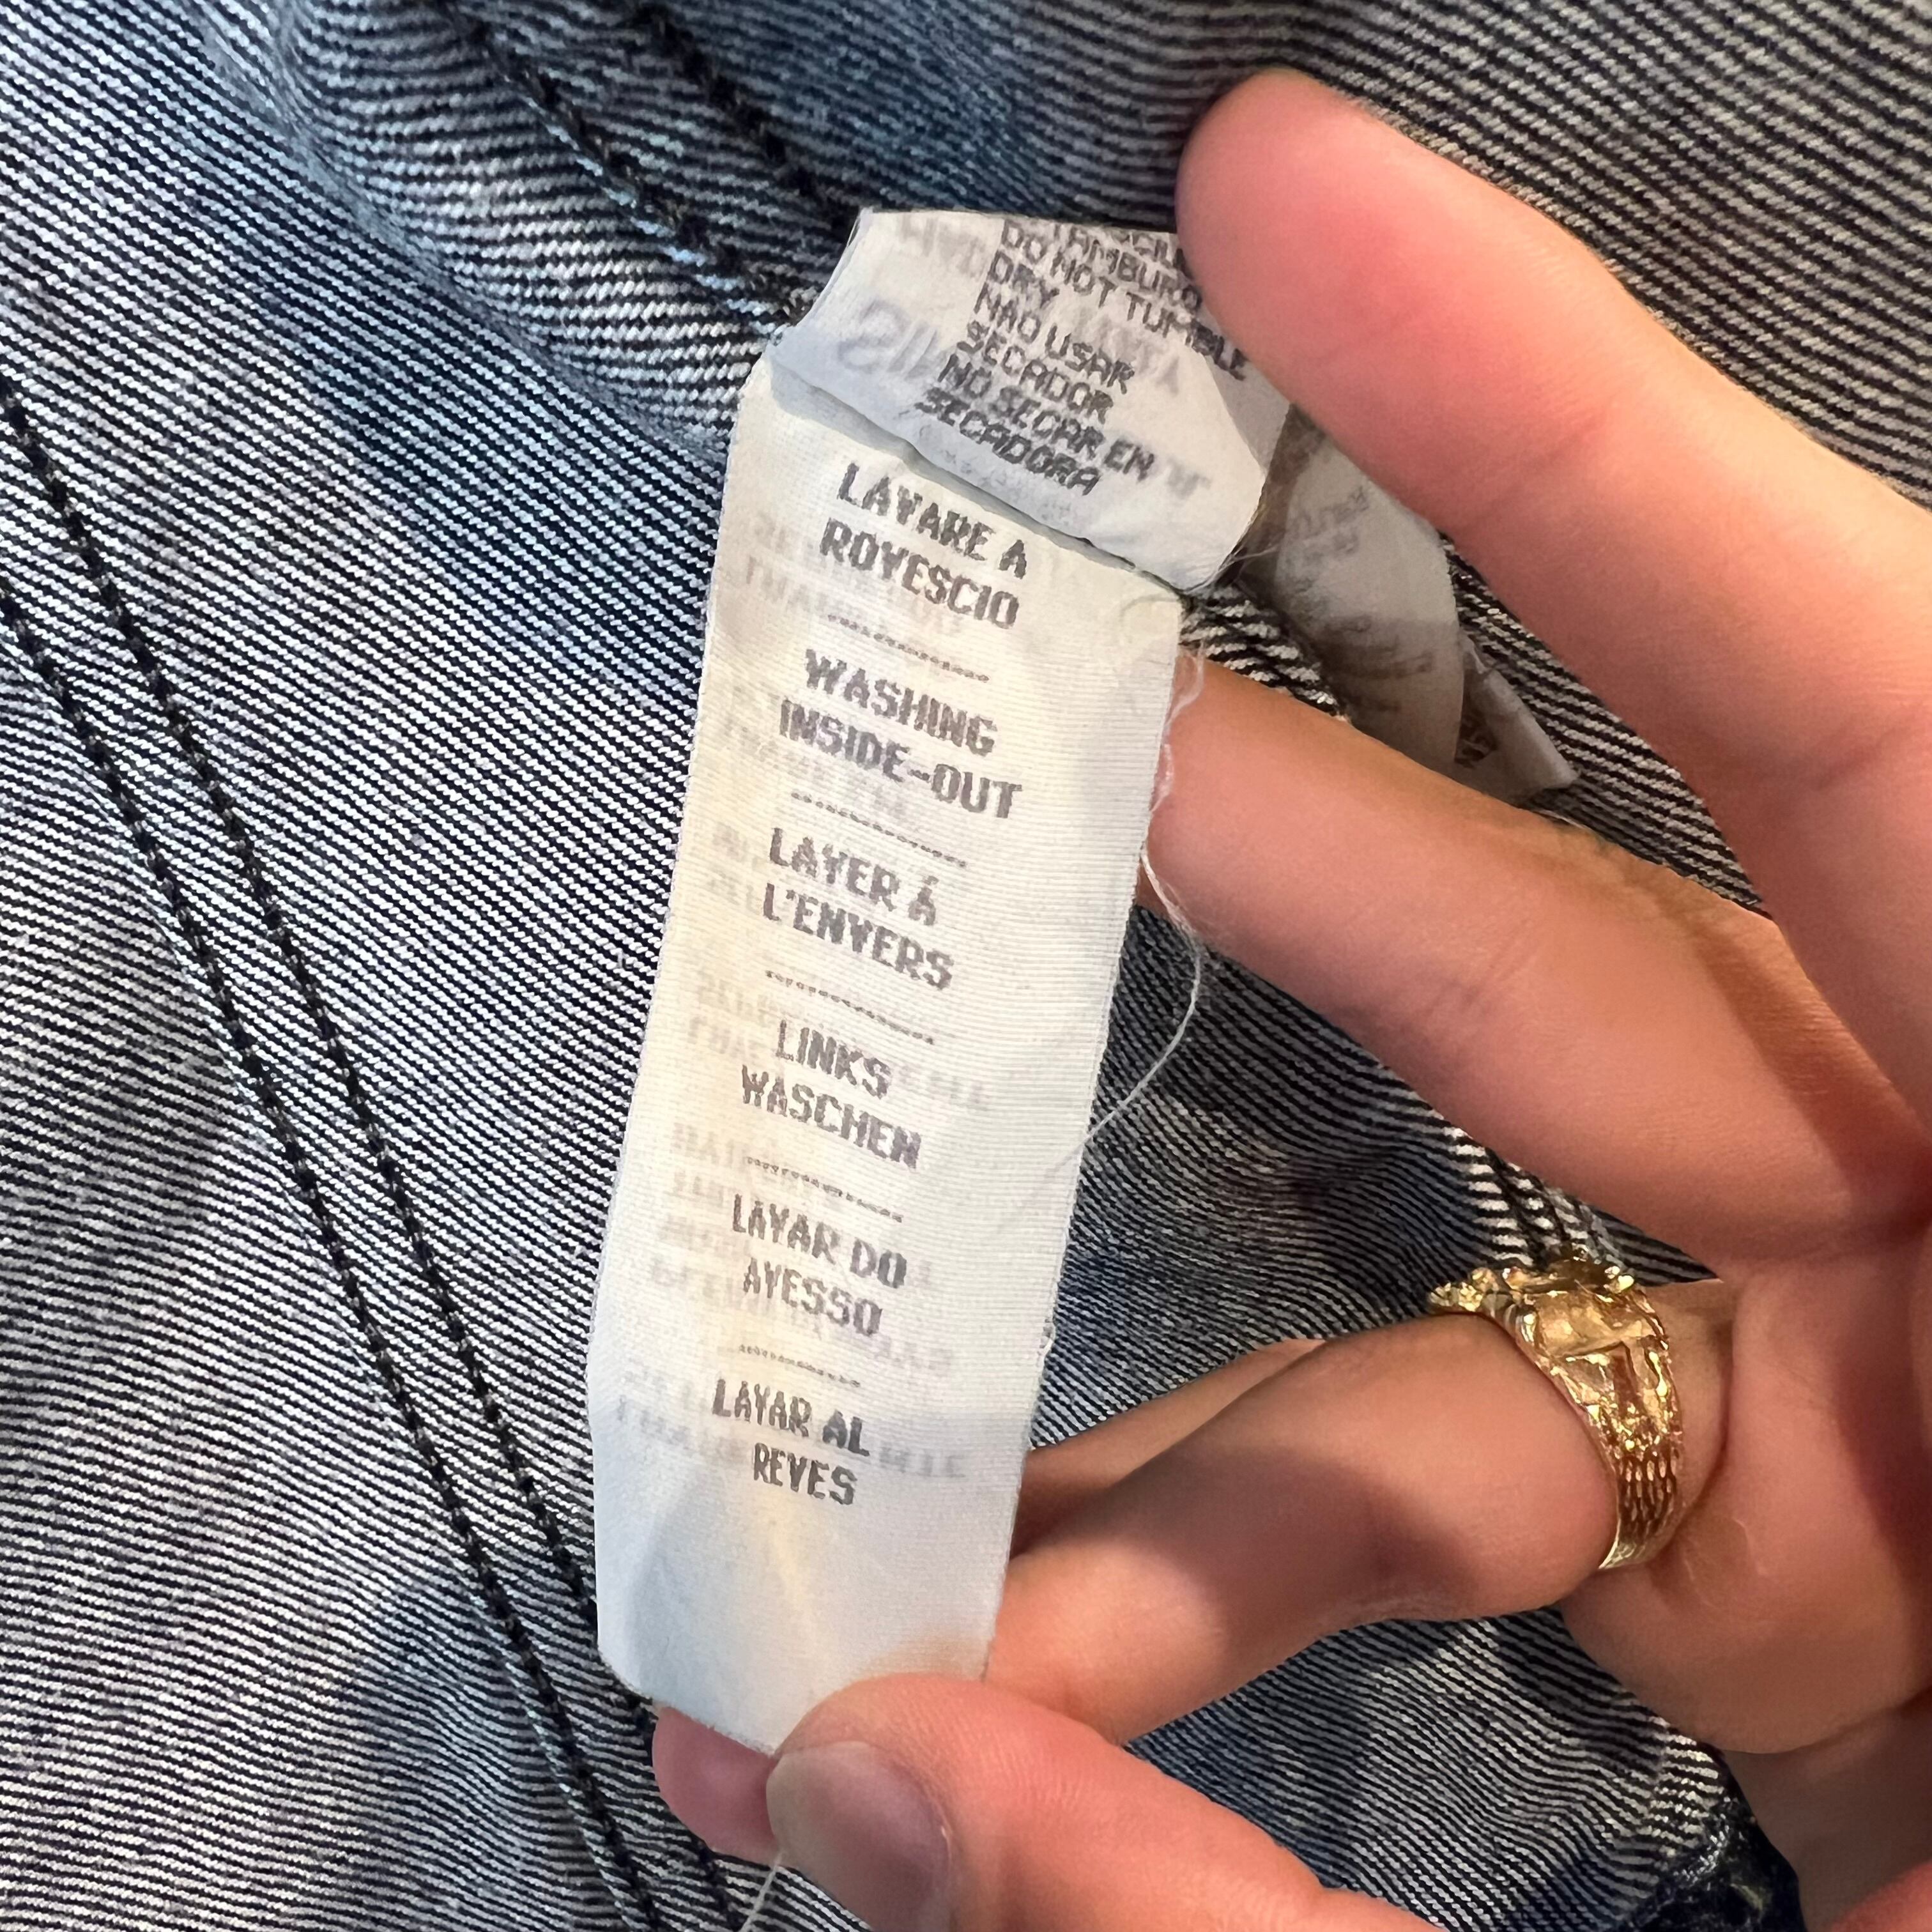 TAMBURO
DO NOT TUMBLE
DRY
NÃO USAR
SECADOR
NO SECAR EN
SECADORA
LAVARE A
ROVESCIO
WASHING
INSIDE-OUT
LAVER Á
L'ENVERS
LINKS
WASCHEN
LAVAR DO
AVESSO
LAVAR AL
REVES